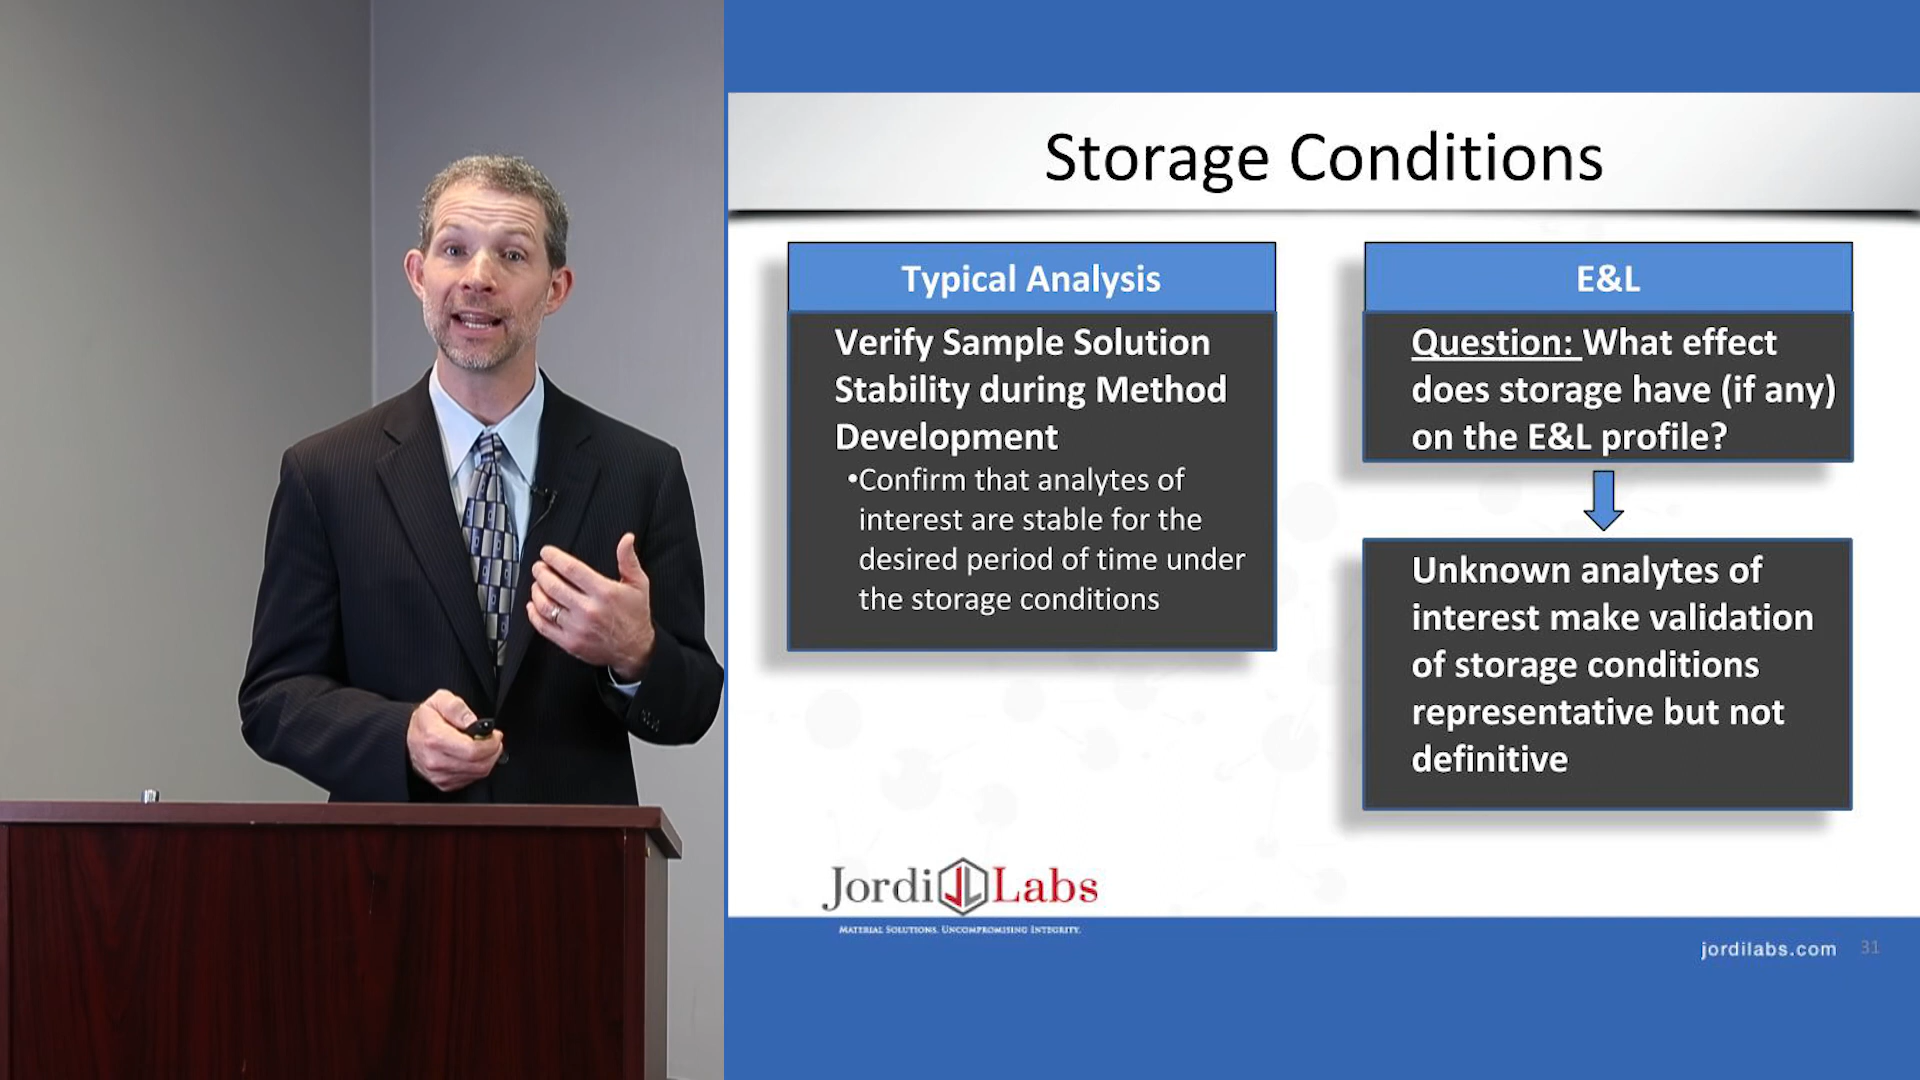 Storage Conditions
Typical Analysis
Verify Sample Solution
Stability during Method
Development
•Confirm that analytes of
interest are stable for the
desired period of time under
the storage conditions
E&L
Question: What effect
does storage have (if any)
on the E&L profile?
Unknown analytes of
interest make validation
of storage conditions
representative but not
definitive
Jordi JL Labs
MATERIAL SOLUTIONS. UNCOMPROMISING INTEGRITY.
jordilabs.com 31